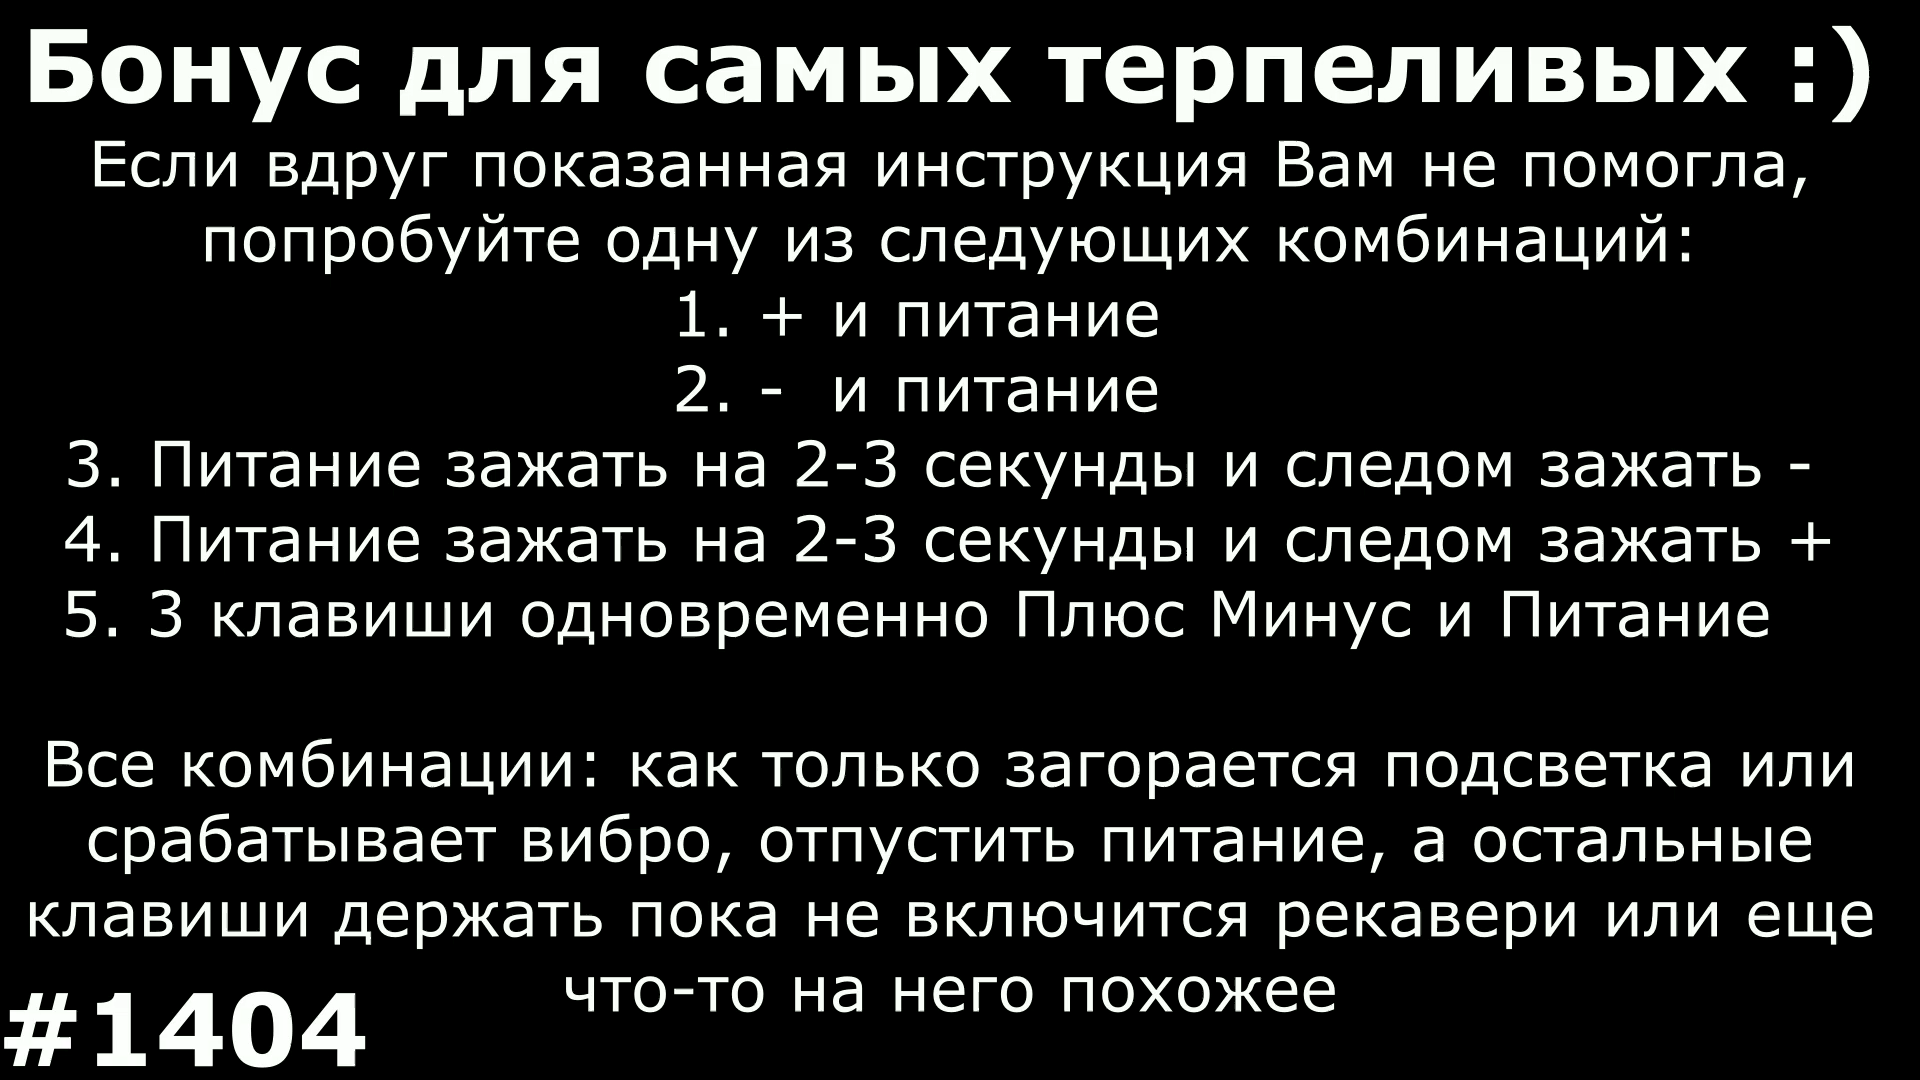 Бонус для самых терпеливых :)
Если вдруг показанная инструкция Вам не помогла,
попробуйте одну из следующих комбинаций:
1. + и питание
2. -  и питание
3. Питание зажать на 2-3 секунды и следом зажать -
4. Питание зажать на 2-3 секунды и следом зажать +
5. 3 клавиши одновременно Плюс Минус и Питание
Все комбинации: как только загорается подсветка или
срабатывает вибро, отпустить питание, а остальные
клавиши держать пока не включится рекавери или еще
что-то на него похожее
#1404